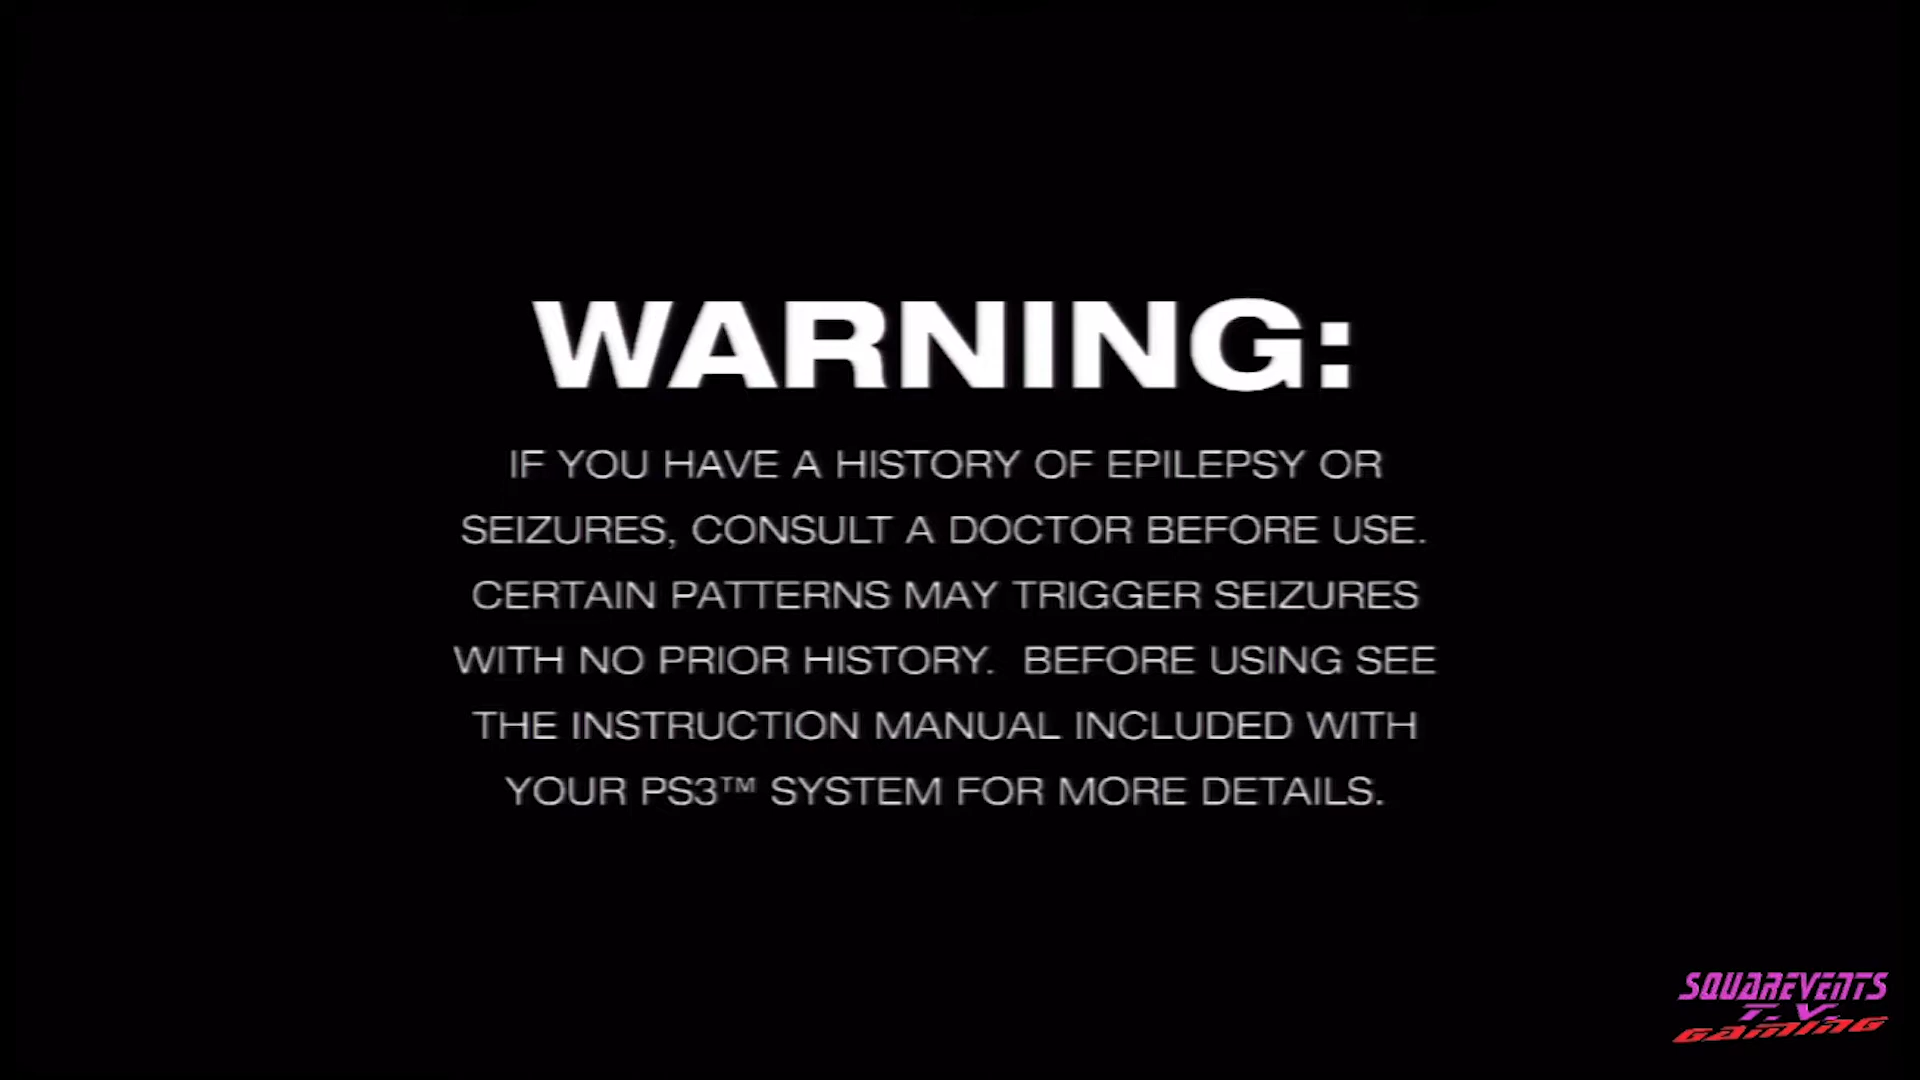 WARNING:
IF YOU HAVE A HISTORY OF EPILEPSY OR
SEIZURES, CONSULT A DOCTOR BEFORE USE.
CERTAIN PATTERNS MAY TRIGGER SEIZURES
WITH NO PRIOR HISTORY.  BEFORE USING SEE
THE INSTRUCTION MANUAL INCLUDED WITH
YOUR PS3™ SYSTEM FOR MORE DETAILS.
SQUAREVENTS
T.V.
GAMING